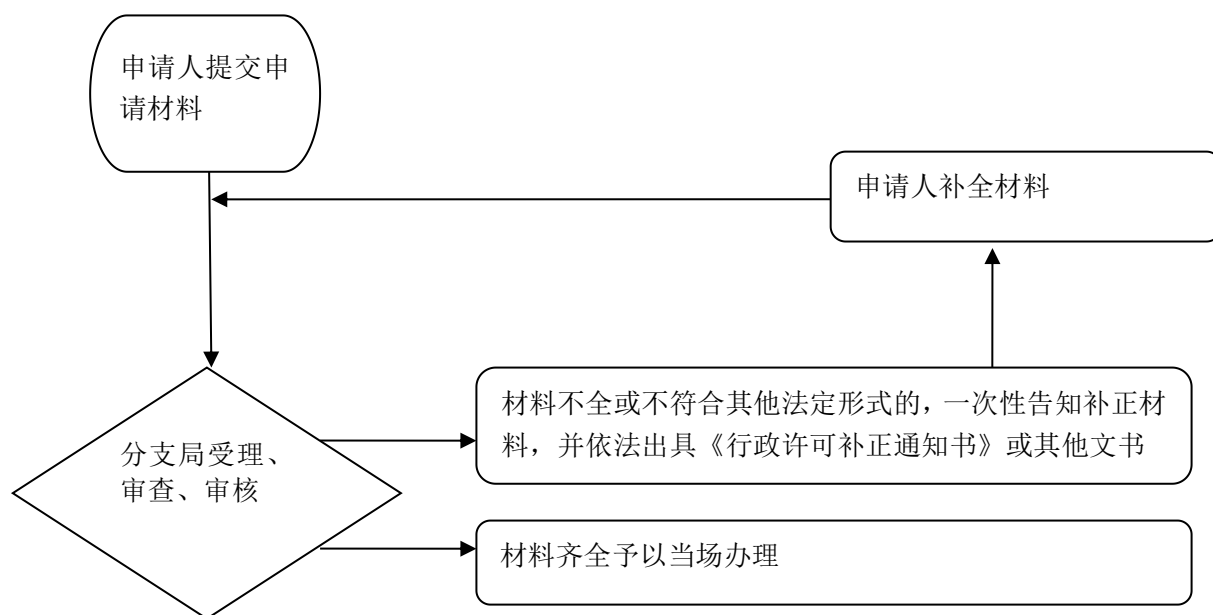 申请人提交申
请材料
申请人补全材料
材料不全或不符合其他法定形式的，一次性告知补正材
料，并依法出具《行政许可补正通知书》或其他文书
分支局受理、
审查、审核
材料齐全予以当场办理